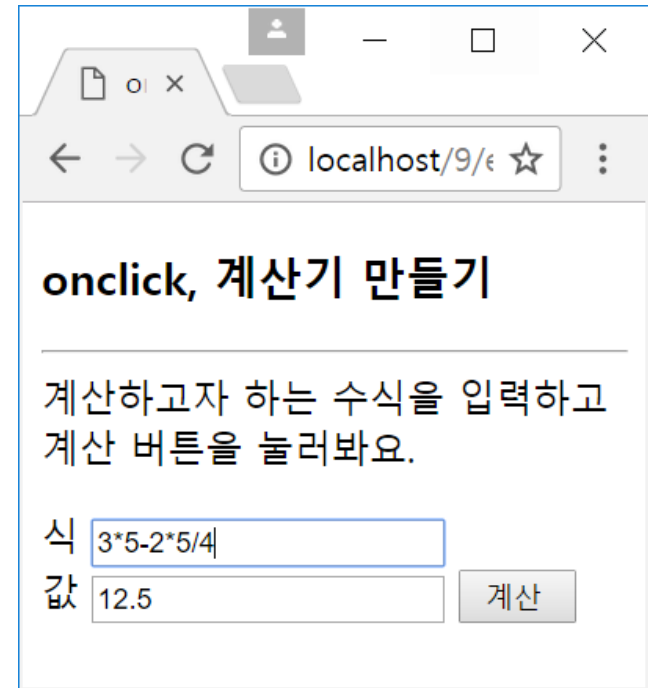 o
localhost/9/e
onclick, 계산기 만들기
계산하고자 하는 수식을 입력하고
계산 버튼을 눌러봐요.
식 3*5-2*5/4
값 12.5 계산